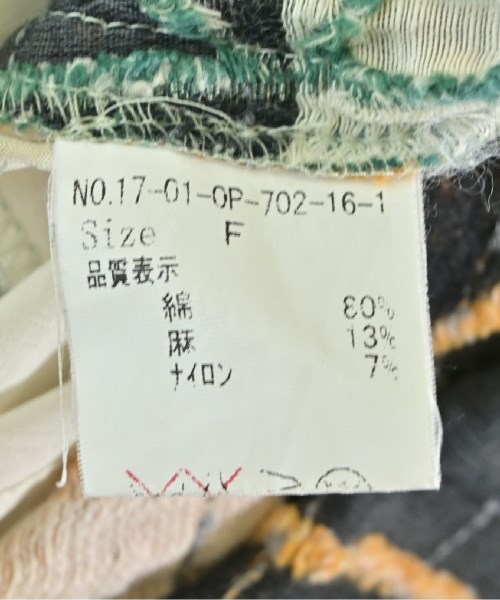 NO.17-01-OP-702-16-1
Size F
品質表示
綿 80%
麻 13%
ナイロン 7%